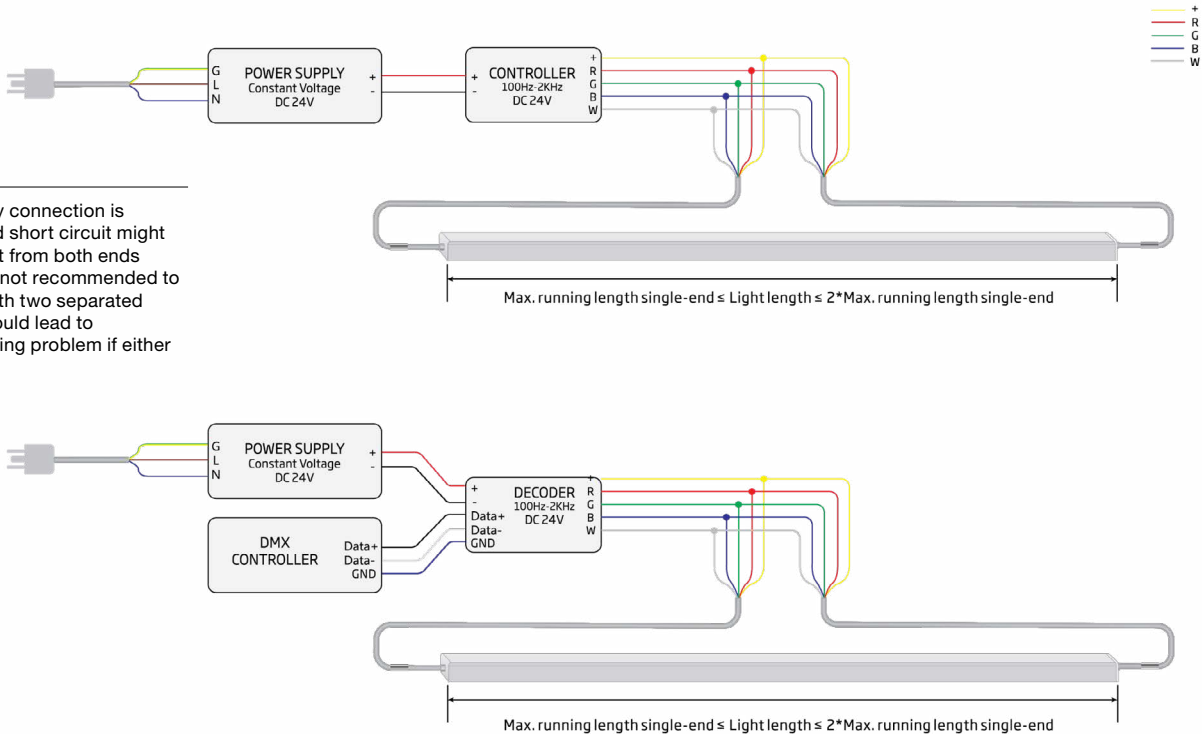 +
R
G
B
W
G
L
N
POWER SUPPLY
Constant Voltage
DC 24V
+
-
+
-
CONTROLLER
100Hz-2KHz
DC 24V
+
R
G
B
W
y connection is
d short circuit might
t from both ends
not recommended to
th two separated
ould lead to
ing problem if either
Max. running length single-end ≤ Light length ≤ 2*Max. running length single-end
G
L
N
POWER SUPPLY
Constant Voltage
DC 24V
+
-
DMX
CONTROLLER
Data+
Data-
GND
+
-
Data+
Data-
GND
DECODER
100Hz-2KHz
DC 24V
+
R
G
B
W
Max. running length single-end ≤ Light length ≤ 2*Max. running length single-end